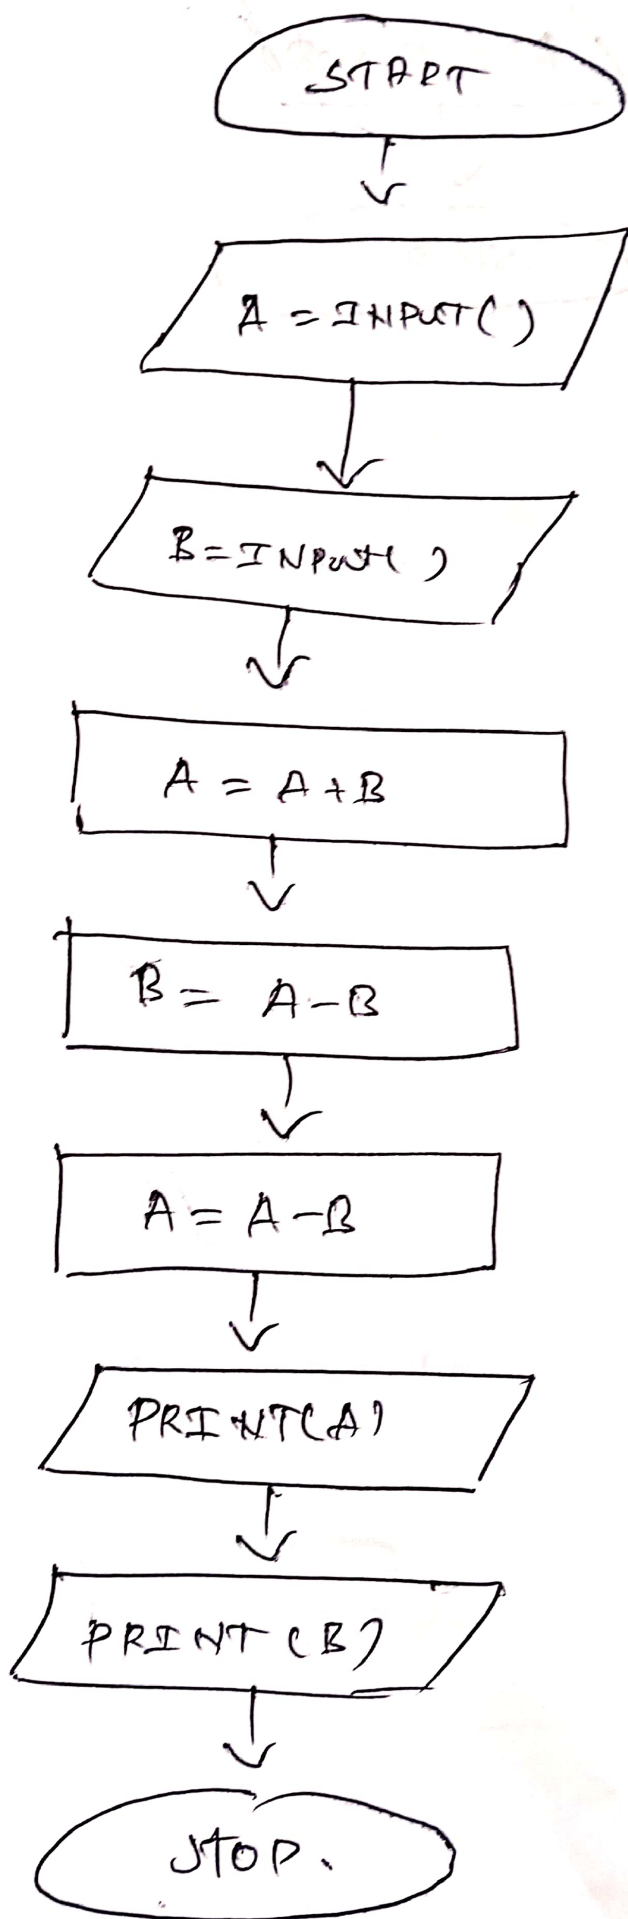 START
A = INPUT()
B = INPUT()
A = A+B
B = A-B
A = A-B
PRINT(A)
PRINT(B)
STOP.